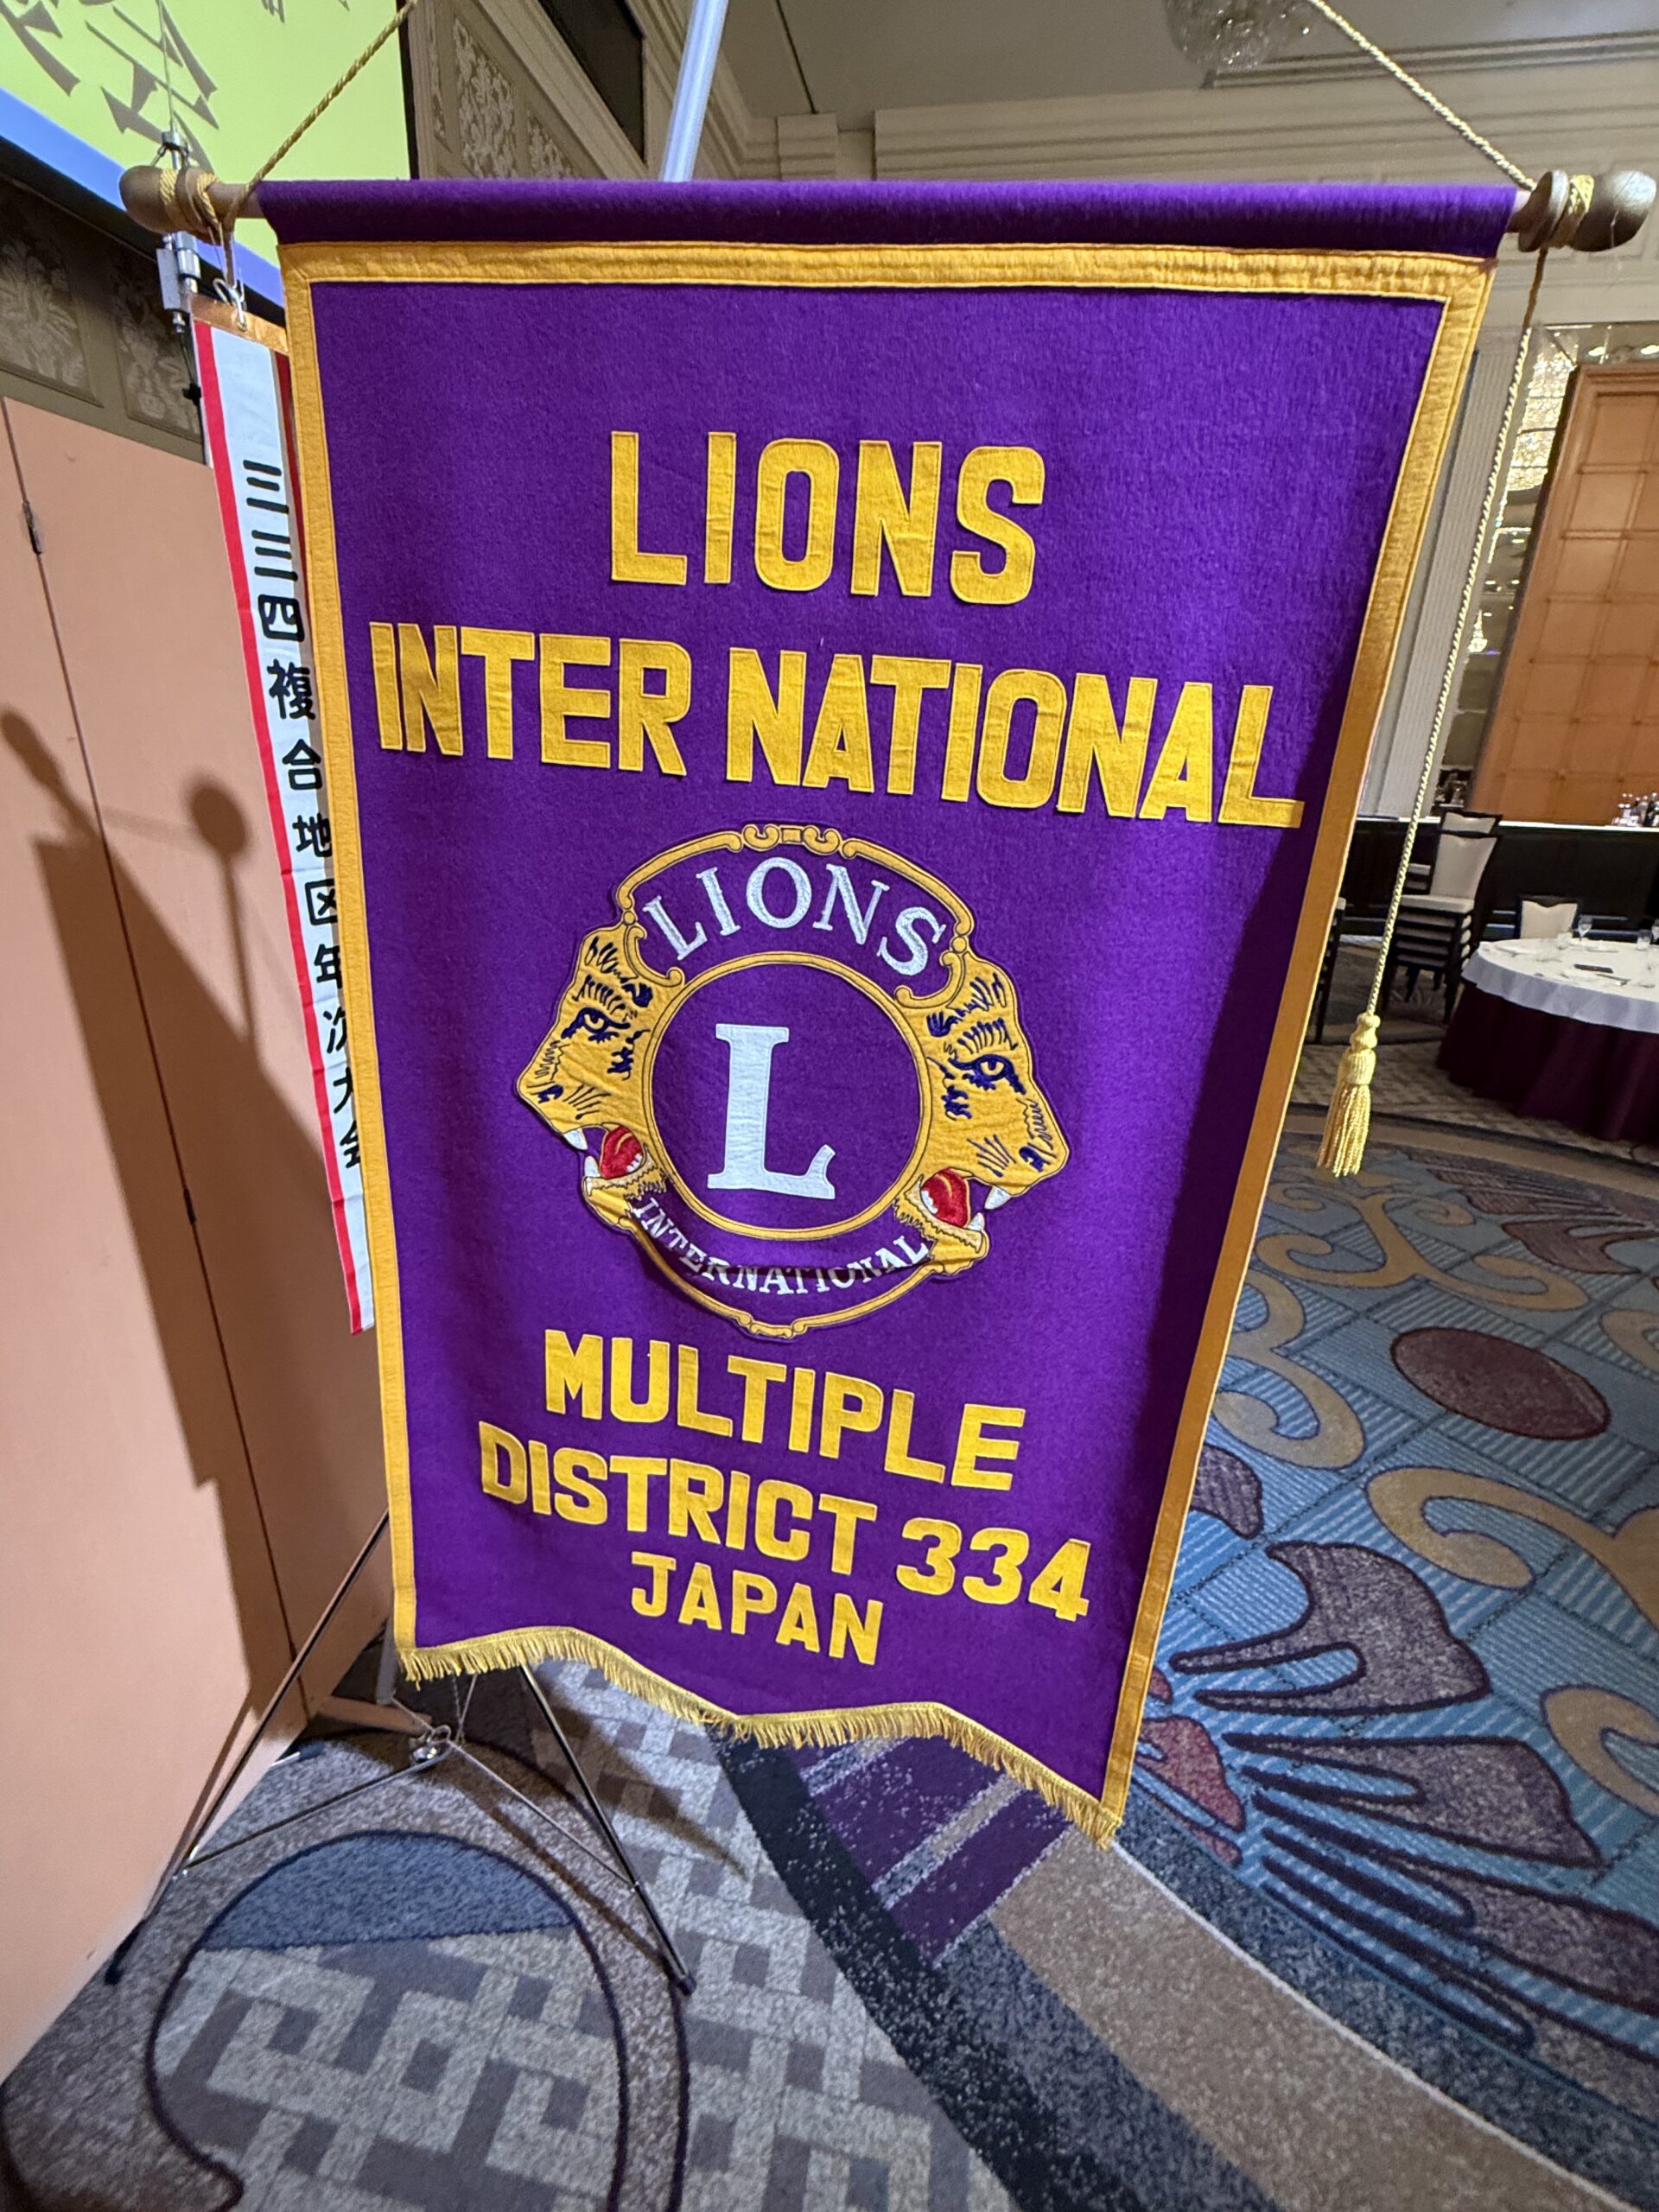 LIONS
INTER NATIONAL
LIONS
L
INTERNATIONAL
MULTIPLE
DISTRICT 334
JAPAN
三三四複合地区年次大会